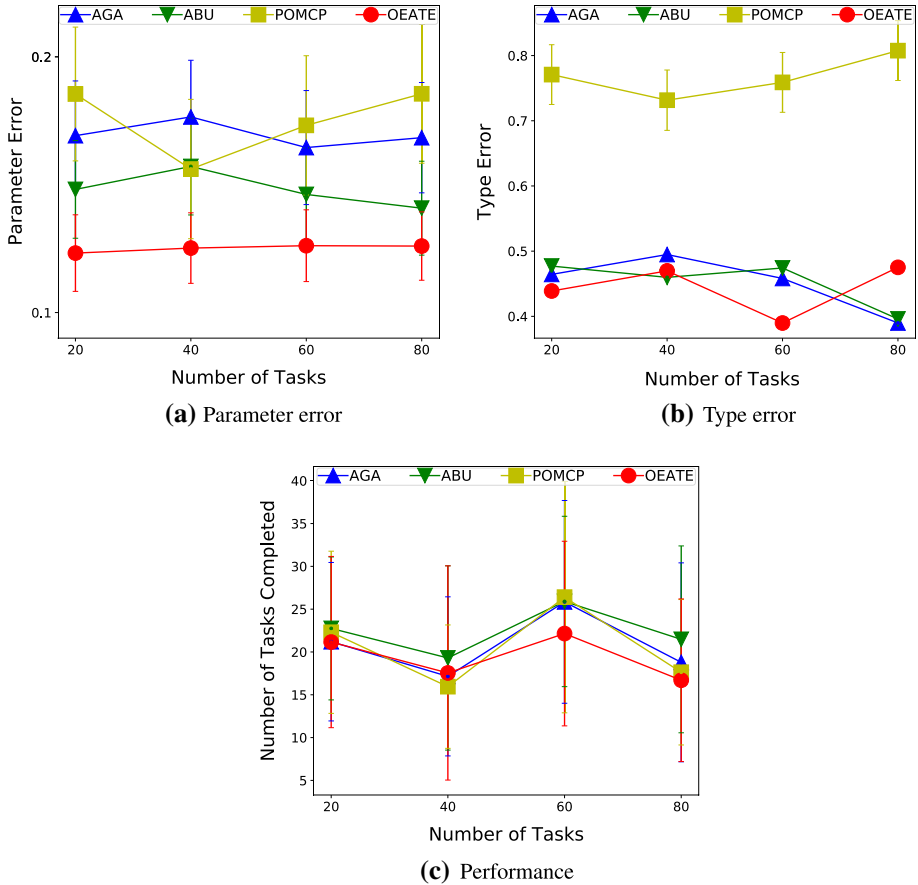 AGA ABU POMCP OEATE
0.2
0.1
Parameter Error
20 40 60 80
Number of Tasks
(a) Parameter error
AGA ABU POMCP OEATE
0.8
0.7
0.6
0.5
0.4
Type Error
20 40 60 80
Number of Tasks
(b) Type error
AGA ABU POMCP OEATE
40
35
30
25
20
15
10
5
Number of Tasks Completed
20 40 60 80
Number of Tasks
(c) Performance